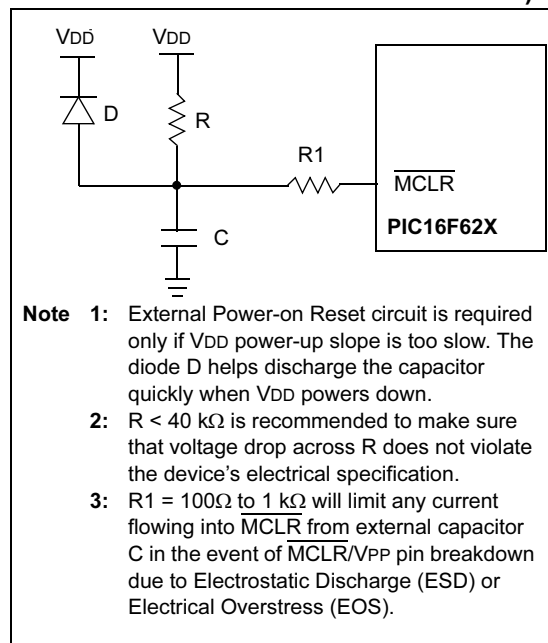 VDD VDD
D
R
R1
MCLR
PIC16F62X
C
Note 1: External Power-on Reset circuit is required
only if VDD power-up slope is too slow. The
diode D helps discharge the capacitor
quickly when VDD powers down.
2: R < 40 kΩ is recommended to make sure
that voltage drop across R does not violate
the device's electrical specification.
3: R1 = 100Ω to 1 kΩ will limit any current
flowing into MCLR from external capacitor
C in the event of MCLR/VPP pin breakdown
due to Electrostatic Discharge (ESD) or
Electrical Overstress (EOS).